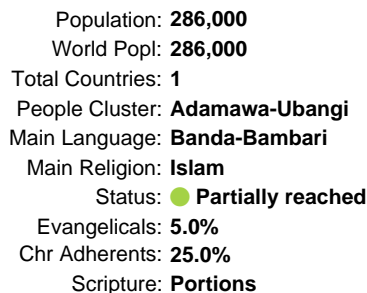 Population: 286,000
World Popl: 286,000
Total Countries: 1
People Cluster: Adamawa-Ubangi
Main Language: Banda-Bambari
Main Religion: Islam
Status: Partially reached
Evangelicals: 5.0%
Chr Adherents: 25.0%
Scripture: Portions